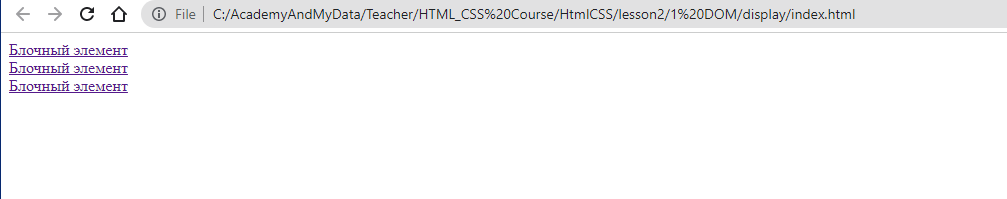 File C:/AcademyAndMyData/Teacher/HTML_CSS%20Course/HtmlCSS/lesson2/1%20DOM/display/index.html
Блочный элемент
Блочный элемент
Блочный элемент